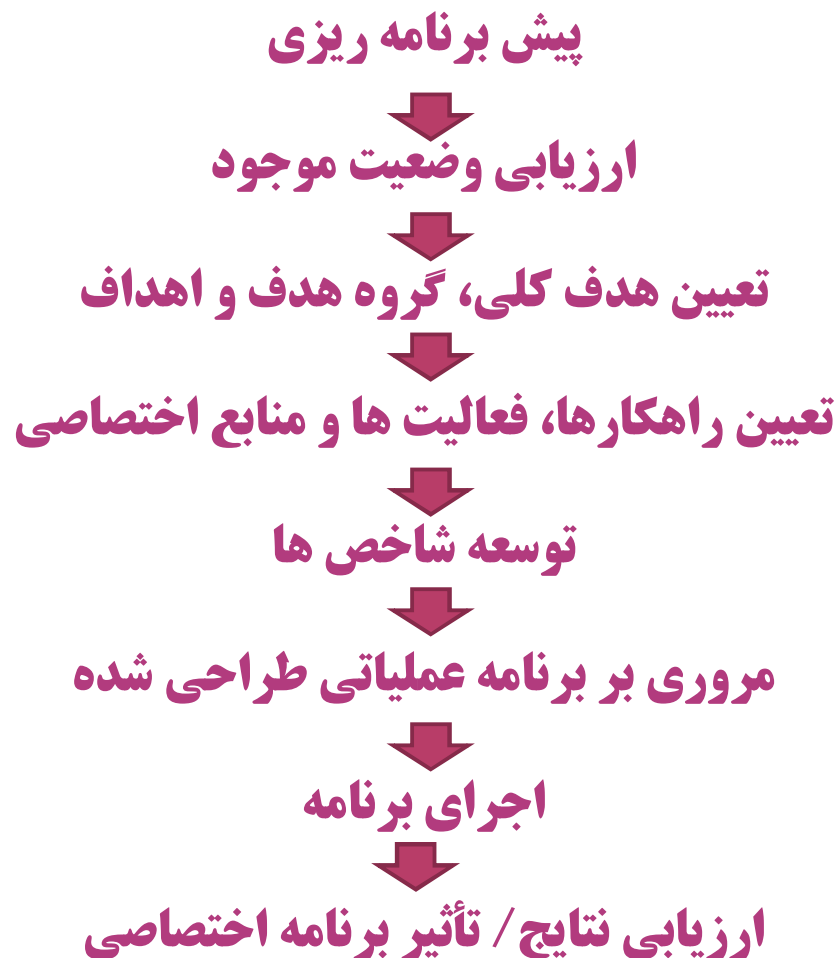 پیش برنامه ریزی
ارزیابی وضعیت موجود
تعیین هدف کلی، گروه هدف و اهداف
تعیین راهکارها، فعالیت ها و منابع اختصاصی
توسعه شاخص ها
مروری بر برنامه عملیاتی طراحی شده
اجرای برنامه
ارزیابی نتایج/ تأثیر برنامه اختصاصی